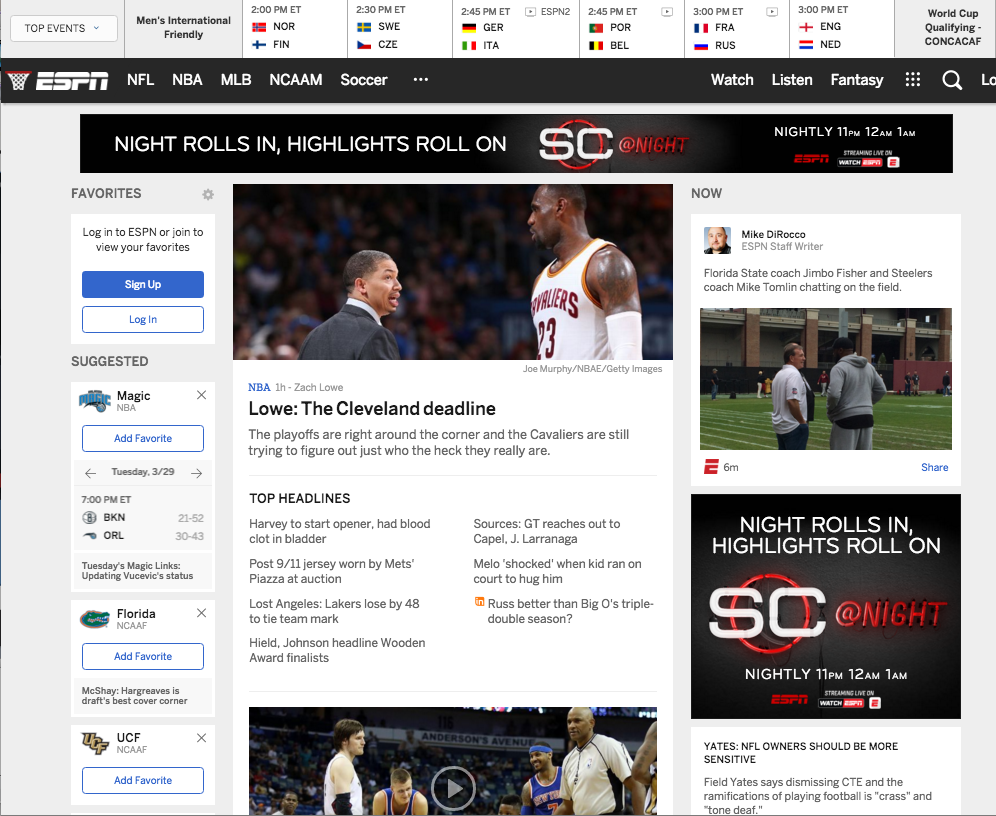 TOP EVENTS
Men's International
Friendly
2:00 PM ET
NOR
FIN
2:30 PM ET
SWE
CZE
2:45 PM ET
ESPN2
GER
ITA
2:45 PM ET
POR
BEL
3:00 PM ET
FRA
RUS
3:00 PM ET
ENG
NED
World Cup
Qualifying -
CONCACAF
ESPN NFL NBA MLB NCAAM Soccer ... Watch Listen Fantasy Lo
NIGHT ROLLS IN, HIGHLIGHTS ROLL ON
SC @NIGHT
NIGHTLY 11PM 12AM 1AM
ESPN STREAMING LIVE ON
WATCH ESPN
FAVORITES
Log in to ESPN or join to
view your favorites
Sign Up
Log In
SUGGESTED
Magic
NBA
Add Favorite
Tuesday, 3/29
7:00 PM ET
BKN 21-52
ORL 30-43
Tuesday's Magic Links:
Updating Vucevic's status
Florida
NCAAF
Add Favorite
McShay: Hargreaves is
draft's best cover corner
UCF
NCAAF
Add Favorite
CAVALIERS
23
Joe Murphy/NBAE/Getty Images
NBA 1h - Zach Lowe
Lowe: The Cleveland deadline
The playoffs are right around the corner and the Cavaliers are still
trying to figure out just who the heck they really are.
TOP HEADLINES
Harvey to start opener, had blood
clot in bladder
Post 9/11 jersey worn by Mets'
Piazza at auction
Lost Angeles: Lakers lose by 48
to tie team mark
Hield, Johnson headline Wooden
Award finalists
Sources: GT reaches out to
Capel, J. Larranaga
Melo 'shocked' when kid ran on
court to hug him
in Russ better than Big O's triple-
double season?
ANDERSON'S AVENUE
NOW
Mike DiRocco
ESPN Staff Writer
Florida State coach Jimbo Fisher and Steelers
coach Mike Tomlin chatting on the field.
E 6m
Share
NIGHT ROLLS IN,
HIGHLIGHTS ROLL ON
SC @NIGHT
NIGHTLY 11PM 12AM 1AM
ESPN STREAMING LIVE ON
WATCH ESPN
YATES: NFL OWNERS SHOULD BE MORE
SENSITIVE
Field Yates says dismissing CTE and the
ramifications of playing football is "crass" and
"tone deaf."